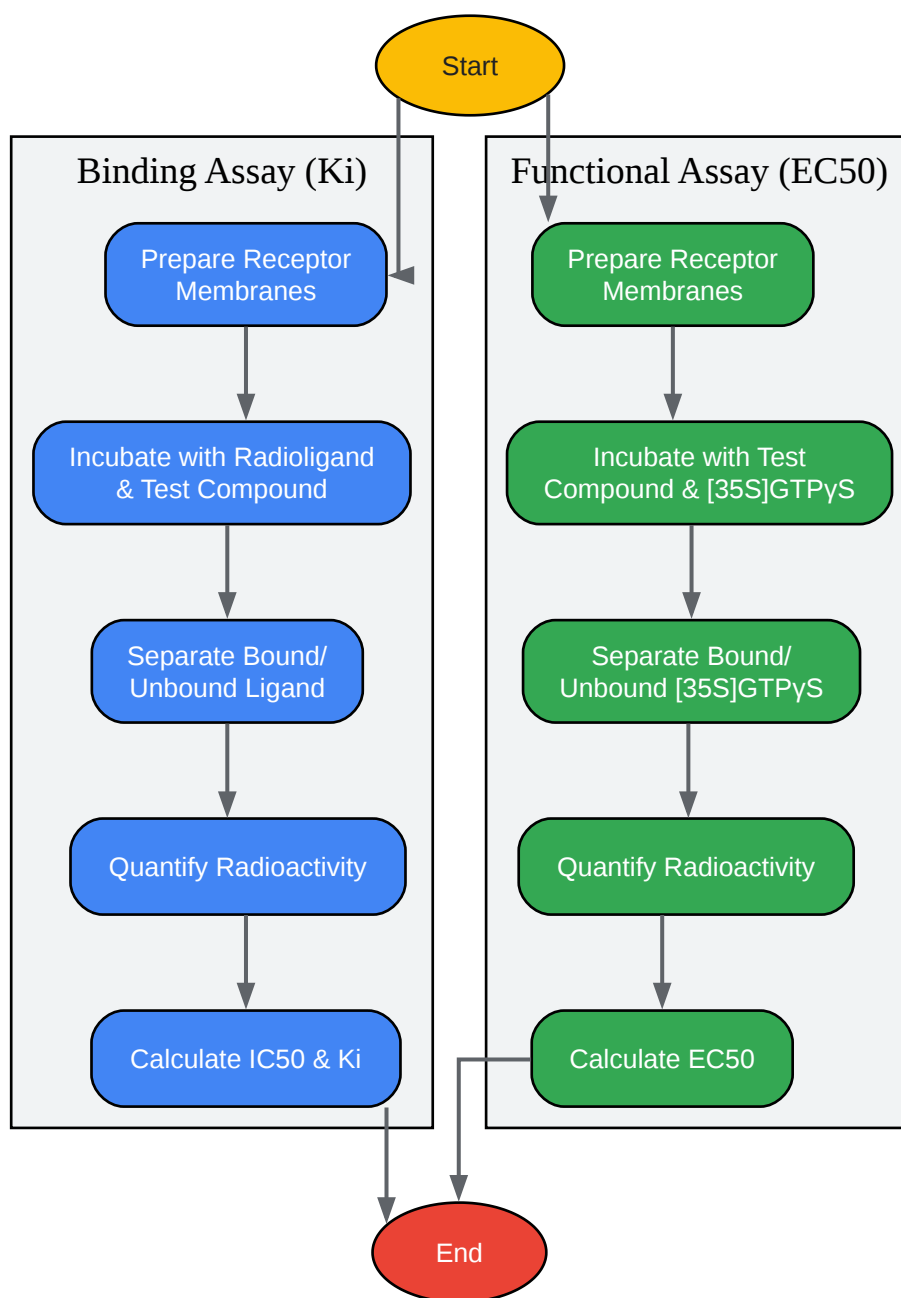 Start
Binding Assay (Ki)
Prepare Receptor
Membranes
Incubate with Radioligand
& Test Compound
Separate Bound/
Unbound Ligand
Quantify Radioactivity
Calculate IC50 & Ki
Functional Assay (EC50)
Prepare Receptor
Membranes
Incubate with Test
Compound & [35S]GTPγS
Separate Bound/
Unbound [35S]GTPγS
Quantify Radioactivity
Calculate EC50
End